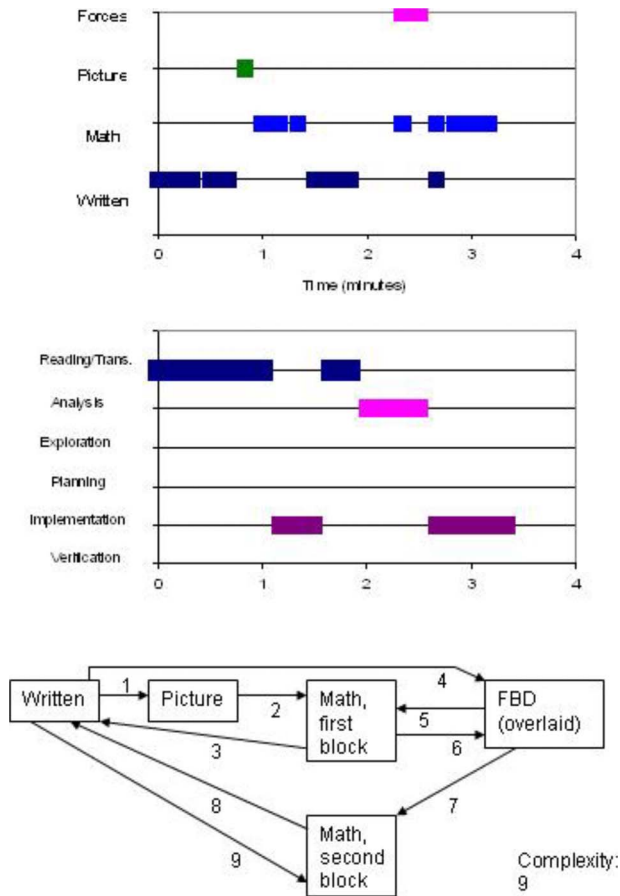 Forces
Picture
Math
Written
0 1 2 3 4
Time (minutes)
Reading/Trans.
Analysis
Exploration
Planning
Implementation
Verification
0 1 2 3 4
Written
1
Picture
2
Math,
first
block
3
4
FBD
(overlaid)
5
6
7
8
9
Math,
second
block
Complexity:
9